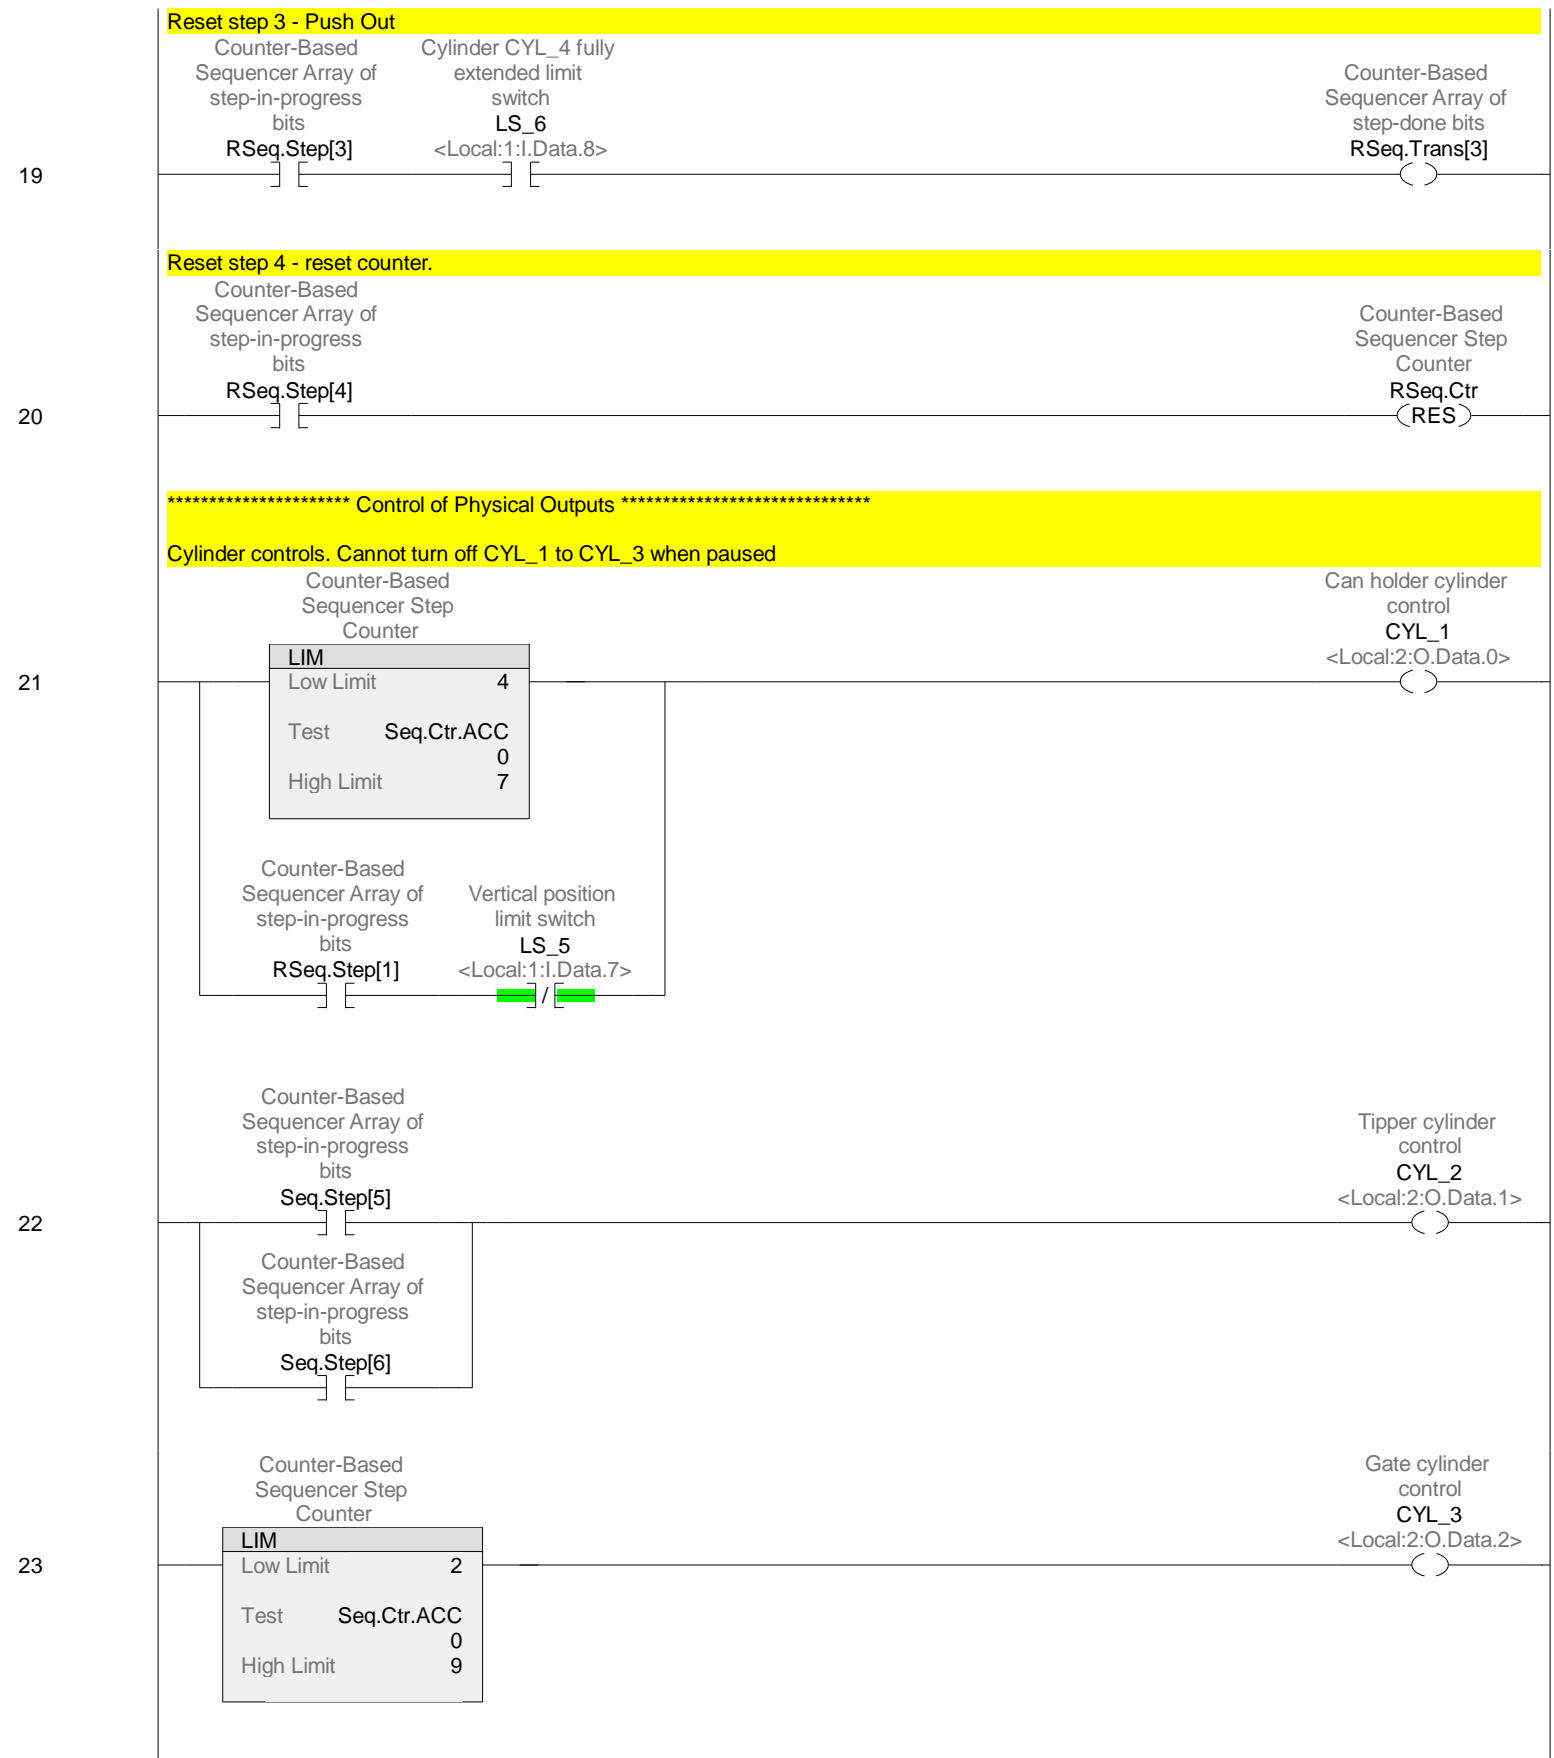 Reset step 3 - Push Out
Counter-Based
Sequencer Array of
step-in-progress
bits
RSeq.Step[3]
Cylinder CYL_4 fully
extended limit
switch
LS_6
<Local:1:I.Data.8>
Counter-Based
Sequencer Array of
step-done bits
RSeq.Trans[3]
19
Reset step 4 - reset counter.
Counter-Based
Sequencer Array of
step-in-progress
bits
RSeq.Step[4]
Counter-Based
Sequencer Step
Counter
RSeq.Ctr
RES
20
********************** Control of Physical Outputs ******************************
Cylinder controls. Cannot turn off CYL_1 to CYL_3 when paused
Counter-Based
Sequencer Step
Counter
LIM
Low Limit 4
Test Seq.Ctr.ACC
0
High Limit 7
Can holder cylinder
control
CYL_1
<Local:2:O.Data.0>
21
Counter-Based
Sequencer Array of
step-in-progress
bits
RSeq.Step[1]
Vertical position
limit switch
LS_5
<Local:1:I.Data.7>
/
Counter-Based
Sequencer Array of
step-in-progress
bits
Seq.Step[5]
Tipper cylinder
control
CYL_2
<Local:2:O.Data.1>
22
Counter-Based
Sequencer Array of
step-in-progress
bits
Seq.Step[6]
Counter-Based
Sequencer Step
Counter
LIM
Low Limit 2
Test Seq.Ctr.ACC
0
High Limit 9
Gate cylinder
control
CYL_3
<Local:2:O.Data.2>
23